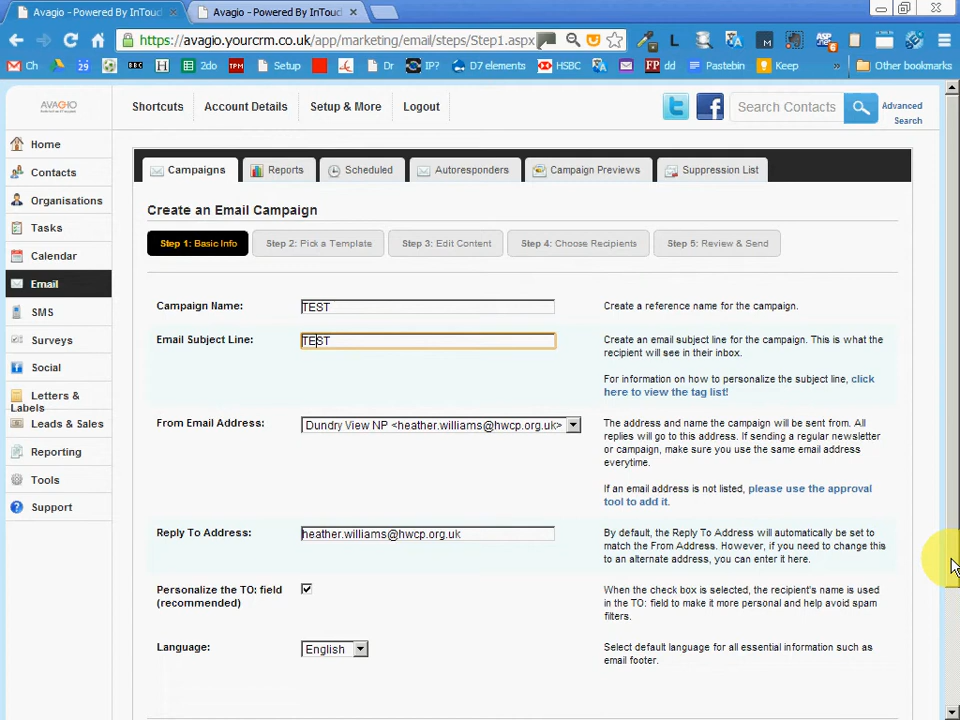 Avagio - Powered By InTouc
Avagio - Powered By InTouc
https://avagio.yourcrm.co.uk/app/marketing/email/steps/Step1.aspx
Ch
29
2do
TPM
Setup
Dr
IP?
D7 elements
HSBC
FP dd
Pastebin
Keep
»
Other bookmarks
AVAGIO
Shortcuts
Account Details
Setup & More
Logout
Search Contacts
Advanced
Search
Home
Contacts
Organisations
Tasks
Calendar
Email
SMS
Surveys
Social
Letters &
Labels
Leads & Sales
Reporting
Tools
Support
Campaigns
Reports
Scheduled
Autoresponders
Campaign Previews
Suppression List
Create an Email Campaign
Step 1: Basic Info
Step 2: Pick a Template
Step 3: Edit Content
Step 4: Choose Recipients
Step 5: Review & Send
Campaign Name:
TEST
Create a reference name for the campaign.
Email Subject Line:
TEST
Create an email subject line for the campaign. This is what the
recipient will see in their inbox.
For information on how to personalize the subject line, click
here to view the tag list!
From Email Address:
Dundry View NP <heather.williams@hwcp.org.uk>
The address and name the campaign will be sent from. All
replies will go to this address. If sending a regular newsletter
or campaign, make sure you use the same email address
everytime.
If an email address is not listed, please use the approval
tool to add it.
Reply To Address:
heather.williams@hwcp.org.uk
By default, the Reply To Address will automatically be set to
match the From Address. However, if you need to change this
to an alternate address, you can enter it here.
Personalize the TO: field
(recommended)
When the check box is selected, the recipient's name is used
in the TO: field to make it more personal and help avoid spam
filters.
Language:
English
Select default language for all essential information such as
email footer.